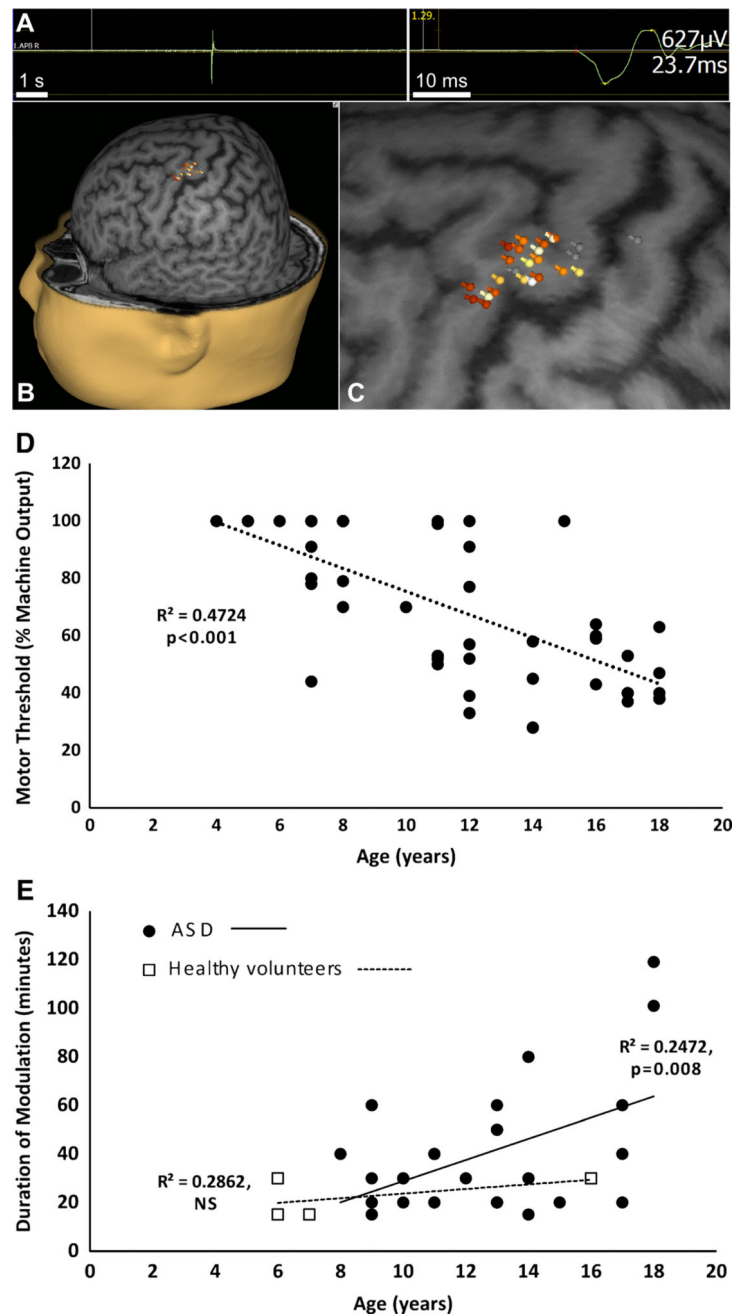 A
1.APB R
1 s
1.29.
627µV
23.7ms
10 ms
B
C
D
Motor Threshold (% Machine Output)
120
100
80
60
40
20
0
R² = 0.4724
p<0.001
0 2 4 6 8 10 12 14 16 18 20
Age (years)
E
Duration of Modulation (minutes)
140
120
100
80
60
40
20
0
ASD
Healthy volunteers
R² = 0.2472,
p=0.008
R² = 0.2862,
NS
0 2 4 6 8 10 12 14 16 18 20
Age (years)